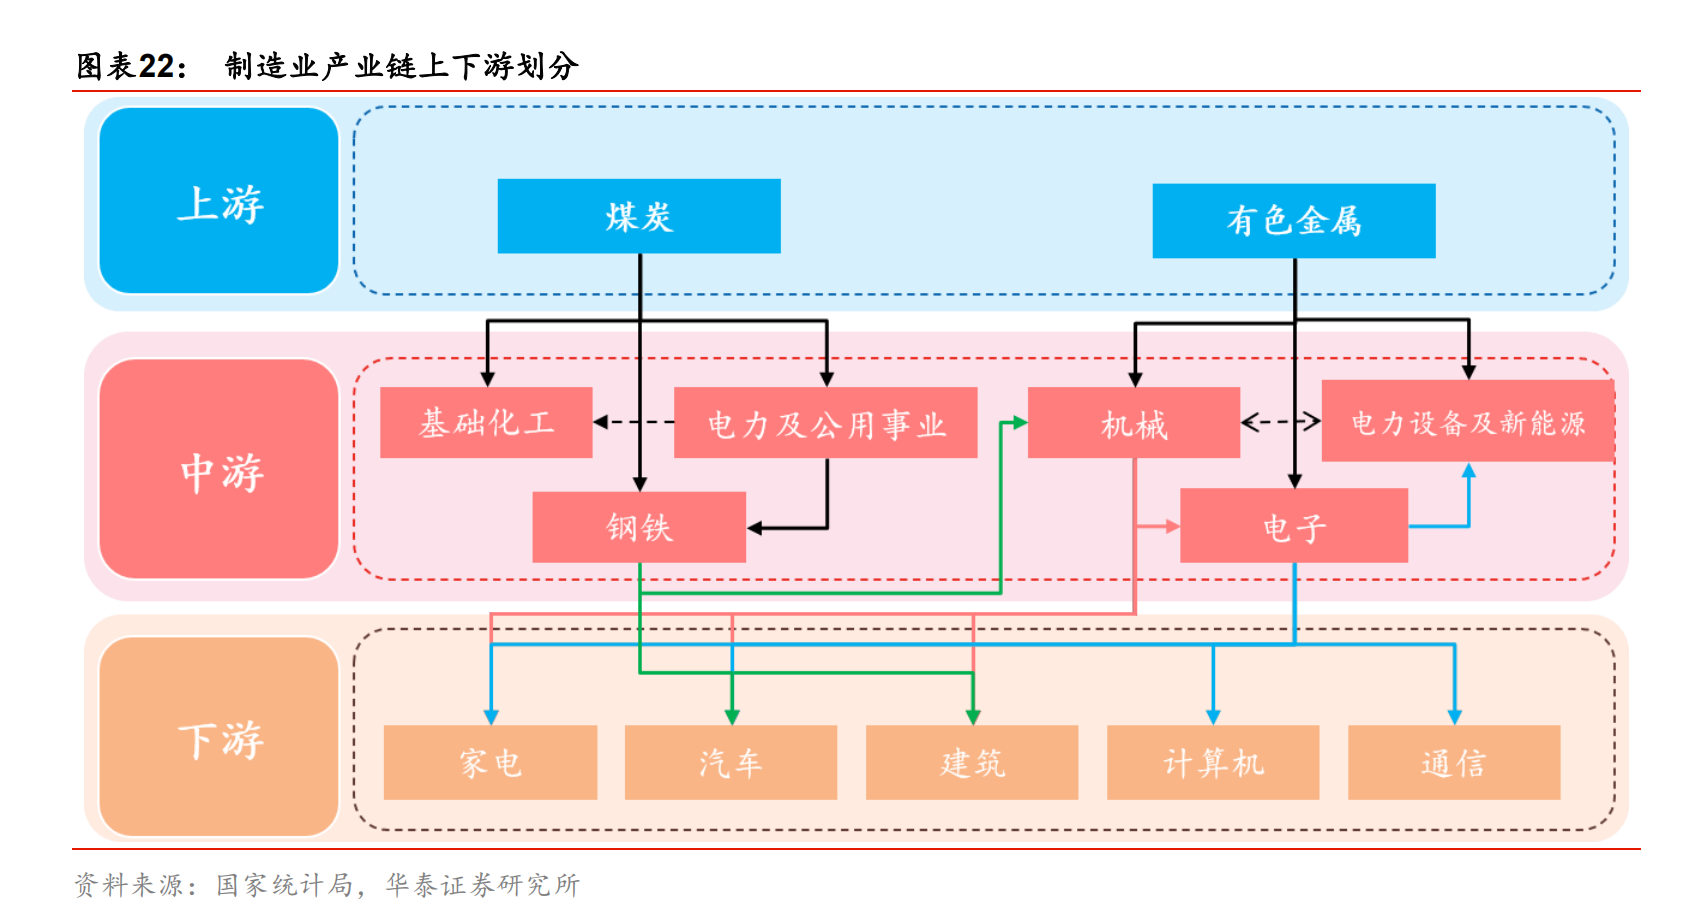 图表22： 制造业产业链上下游划分
上游
煤炭
有色金属
中游
基础化工
电力及公用事业
机械
电力设备及新能源
钢铁
电子
下游
家电
汽车
建筑
计算机
通信
资料来源：国家统计局，华泰证券研究所